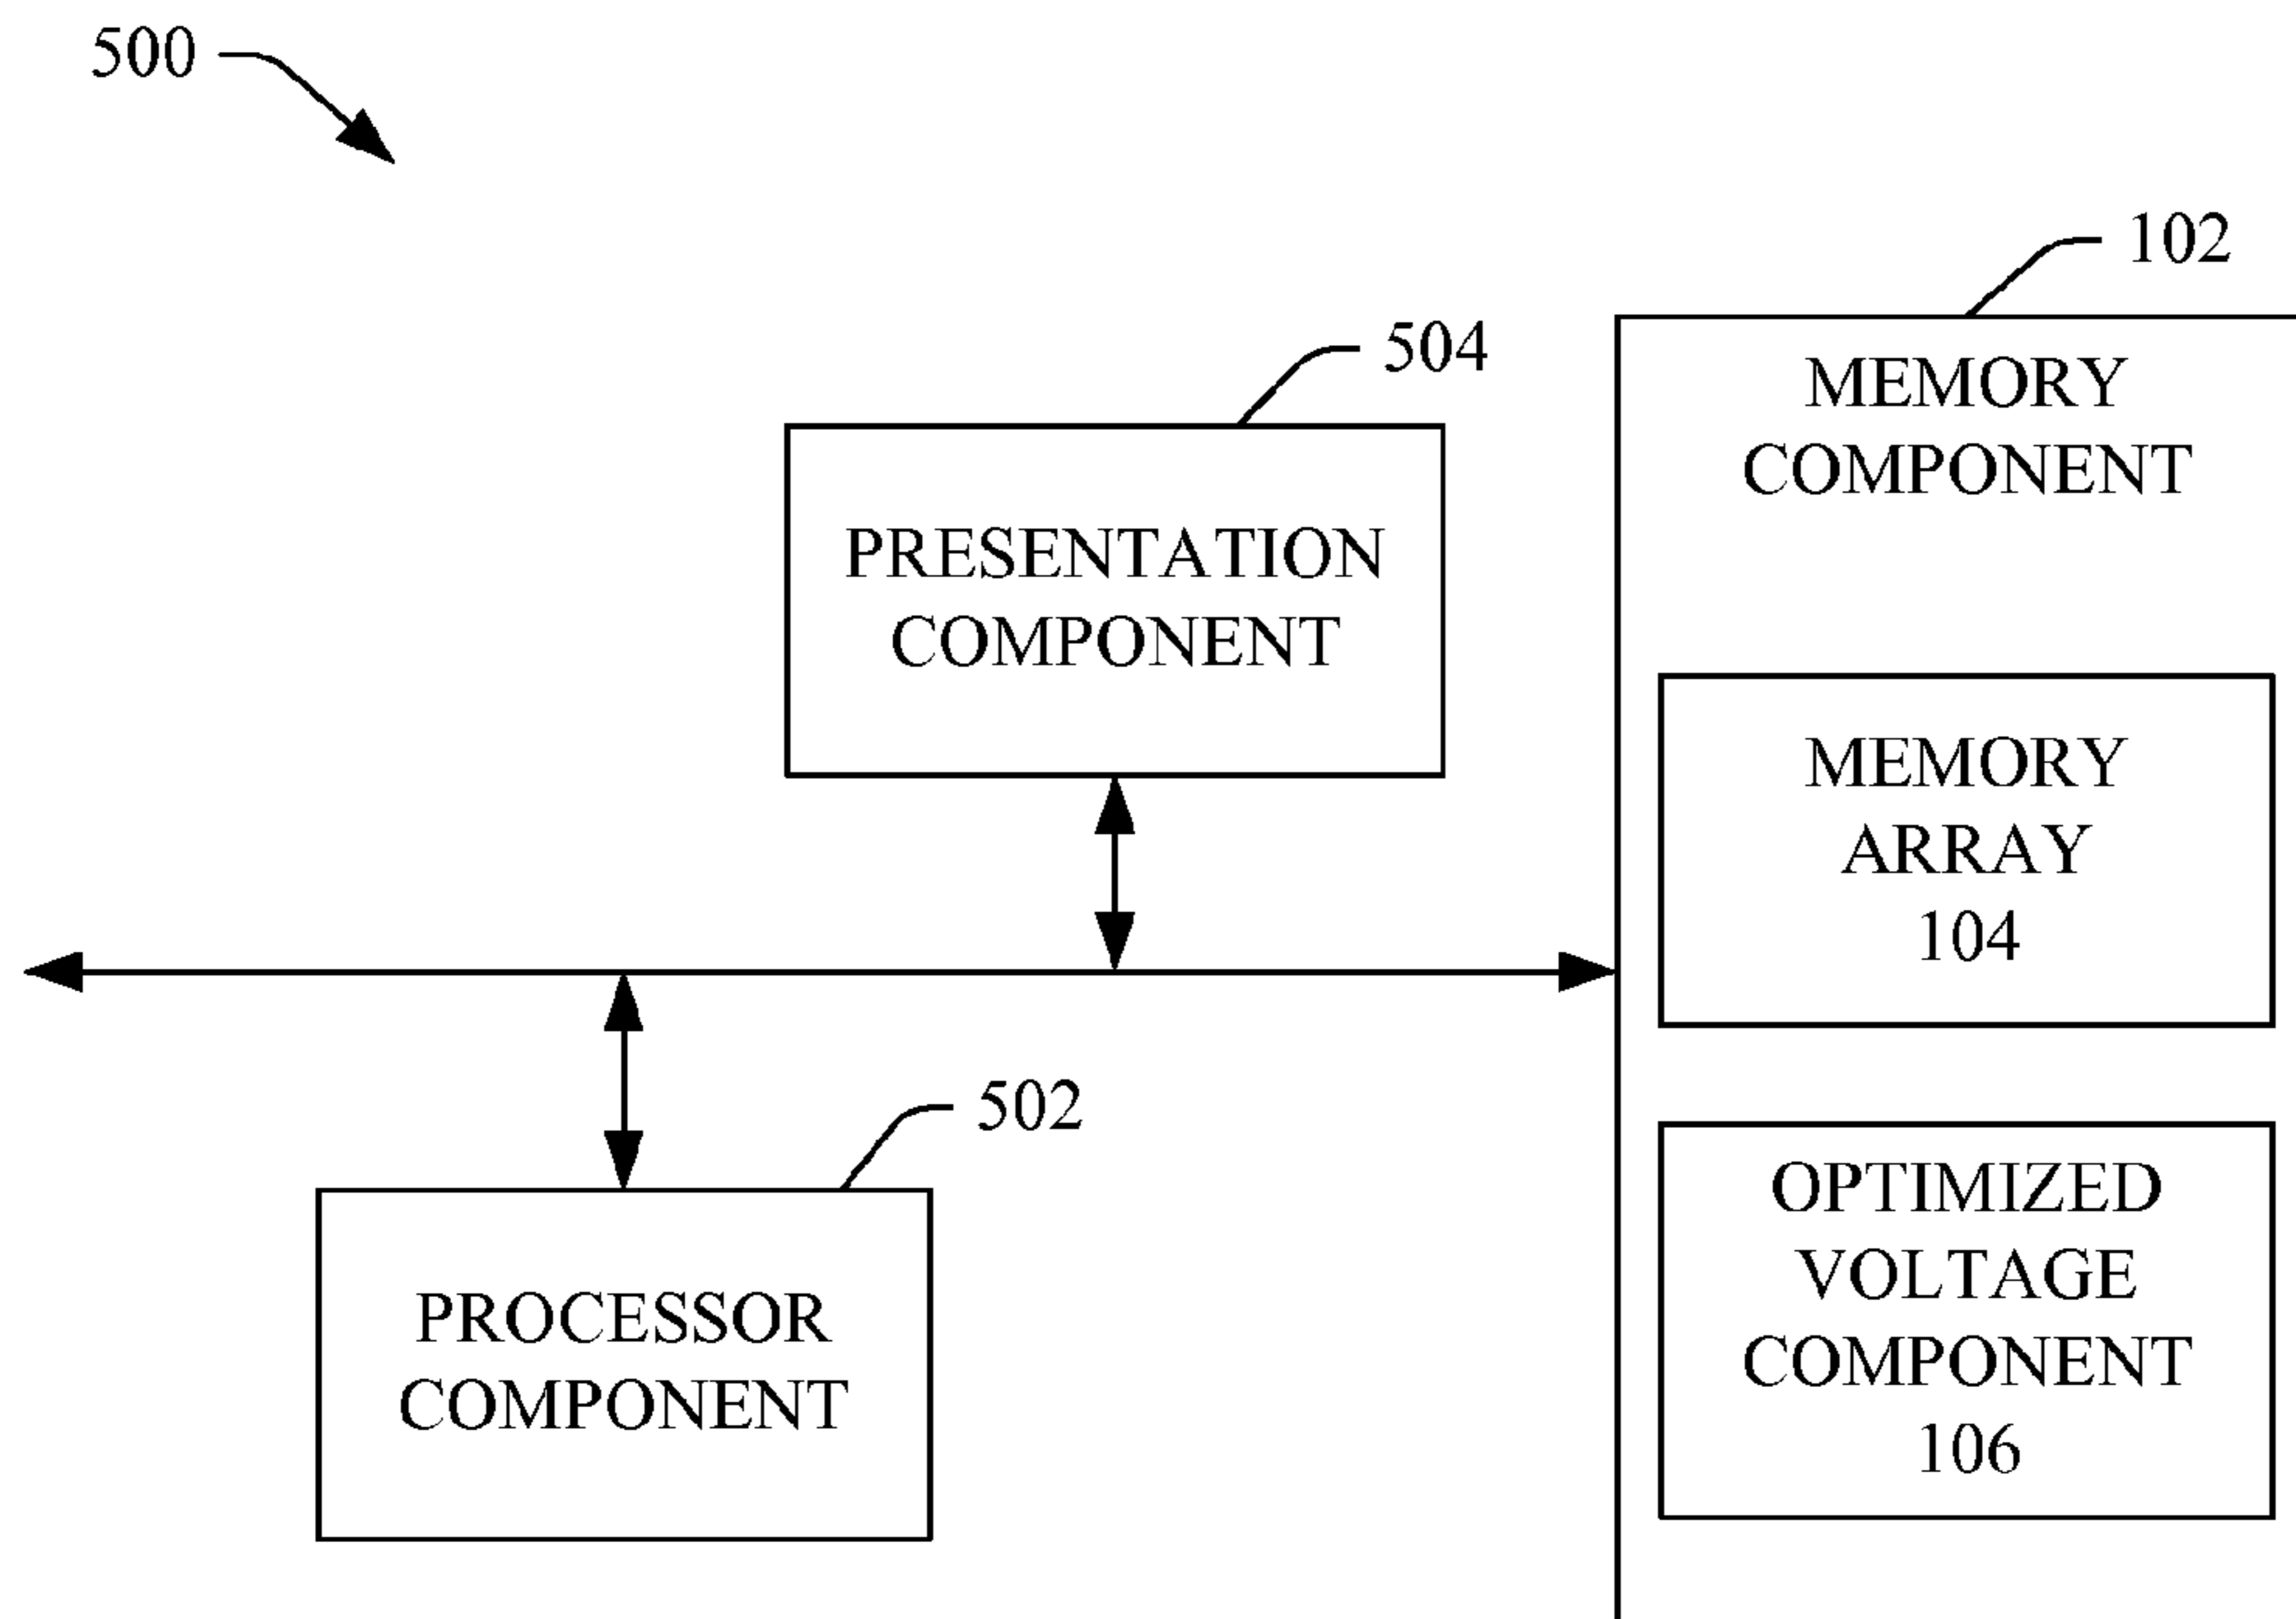 500
102
504
MEMORY
COMPONENT
PRESENTATION
COMPONENT
MEMORY
ARRAY
104
502
OPTIMIZED
VOLTAGE
COMPONENT
106
PROCESSOR
COMPONENT